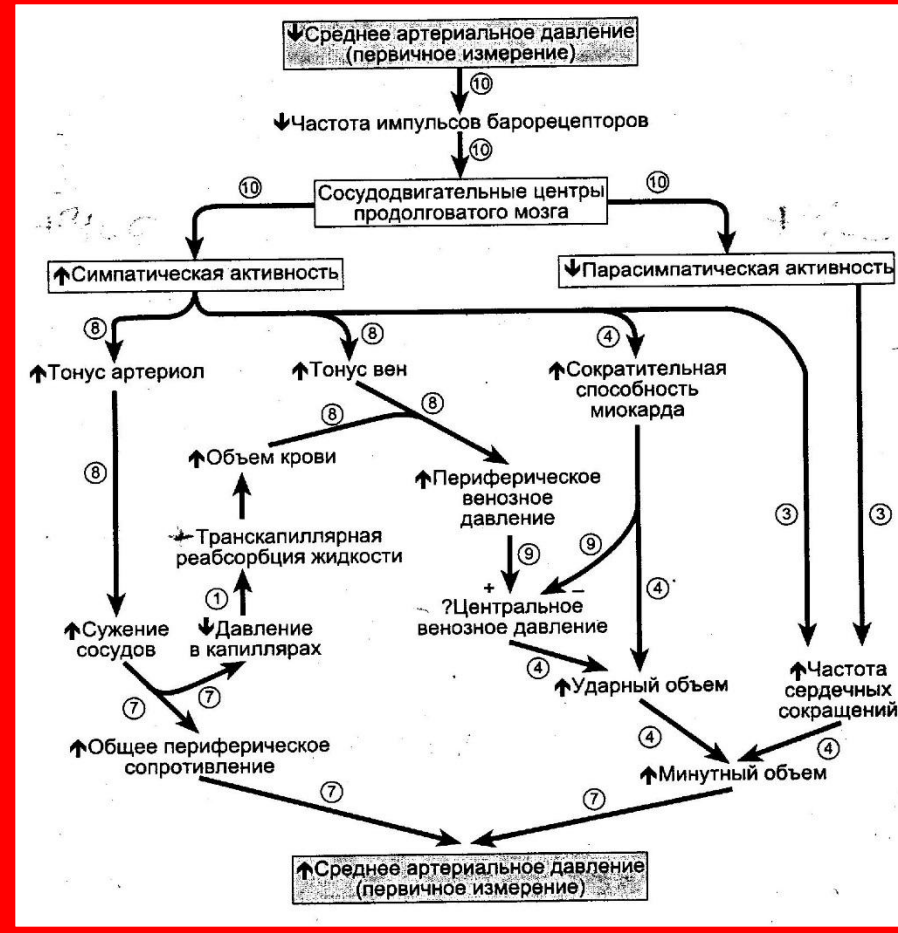 ↓Среднее артериальное давление
(первичное измерение)
⑩
↓Частота импульсов барорецепторов
⑩
⑩
Сосудодвигательные центры
продолговатого мозга
⑩
↑Симпатическая активность
↓Парасимпатическая активность
⑧
⑧
④
↑Тонус артериол
↑Тонус вен
↑Сократительная
способность
миокарда
⑧
⑧
↑Объем крови
⑧
↑Периферическое
венозное
давление
③
③
Транскапиллярная
реабсорбция жидкости
⑨
⑨
①
+
–
④
?Центральное
венозное давление
↑Сужение
сосудов
↓Давление
в капиллярах
④
↑Ударный объем
↑Частота
сердечных
сокращений
⑦
⑦
④
④
↑Общее периферическое
сопротивление
↑Минутный объем
⑦
⑦
↑Среднее артериальное давление
(первичное измерение)